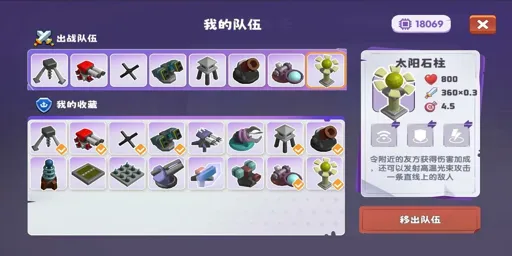 我的队伍
18069
出战队伍
太阳石柱
800
360×0.3
4.5
我的收藏
令附近的友方获得伤害加成
，还可以发射高温光束攻击
一条直线上的敌人
移出队伍